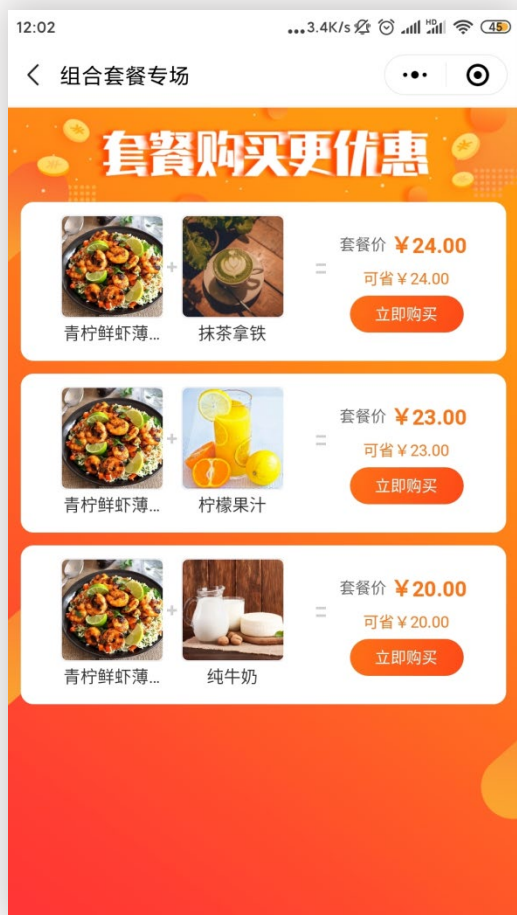 12:02
...3.4K/s HD 45
组合套餐专场
套餐购买更优惠
套餐价 ¥24.00
+ =
可省¥24.00
立即购买
青柠鲜虾薄... 抹茶拿铁
套餐价 ¥23.00
+ =
可省¥23.00
立即购买
青柠鲜虾薄... 柠檬果汁
套餐价 ¥20.00
+ =
可省¥20.00
立即购买
青柠鲜虾薄... 纯牛奶